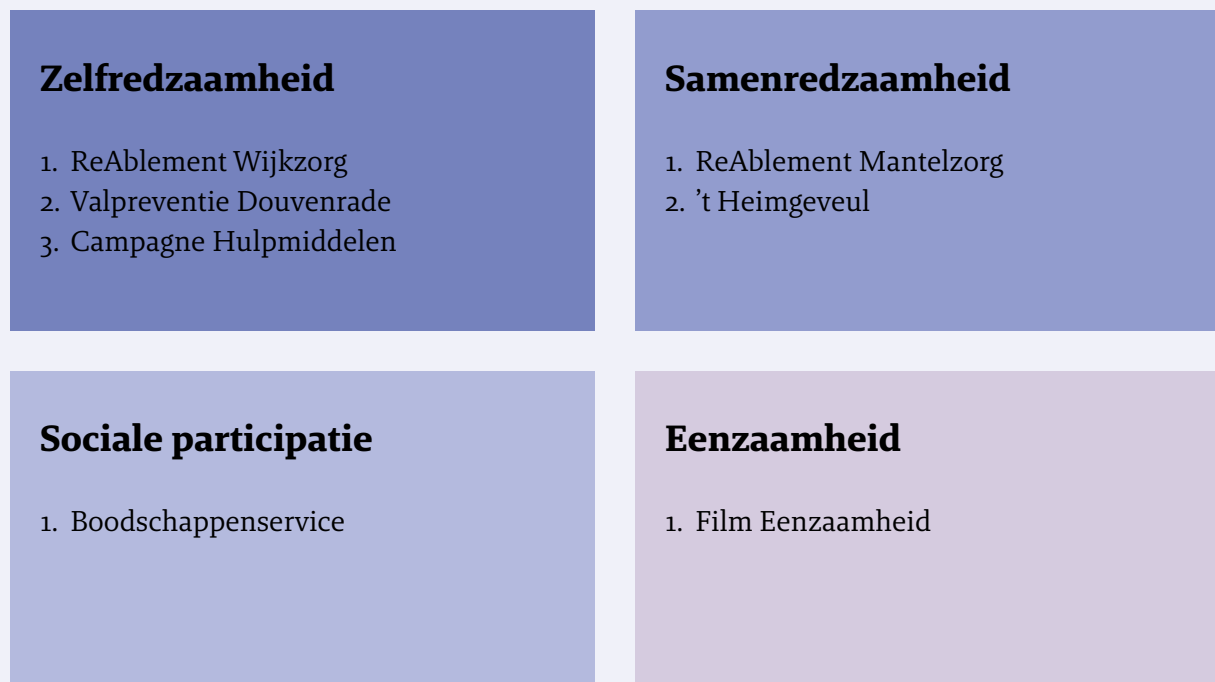 Zelfredzaamheid
1. ReAblement Wijkzorg
2. Valpreventie Douvenrade
3. Campagne Hulpmiddelen
Samenredzaamheid
1. ReAblement Mantelzorg
2. ’t Heimgeveul
Sociale participatie
1. Boodschappenservice
Eenzaamheid
1. Film Eenzaamheid